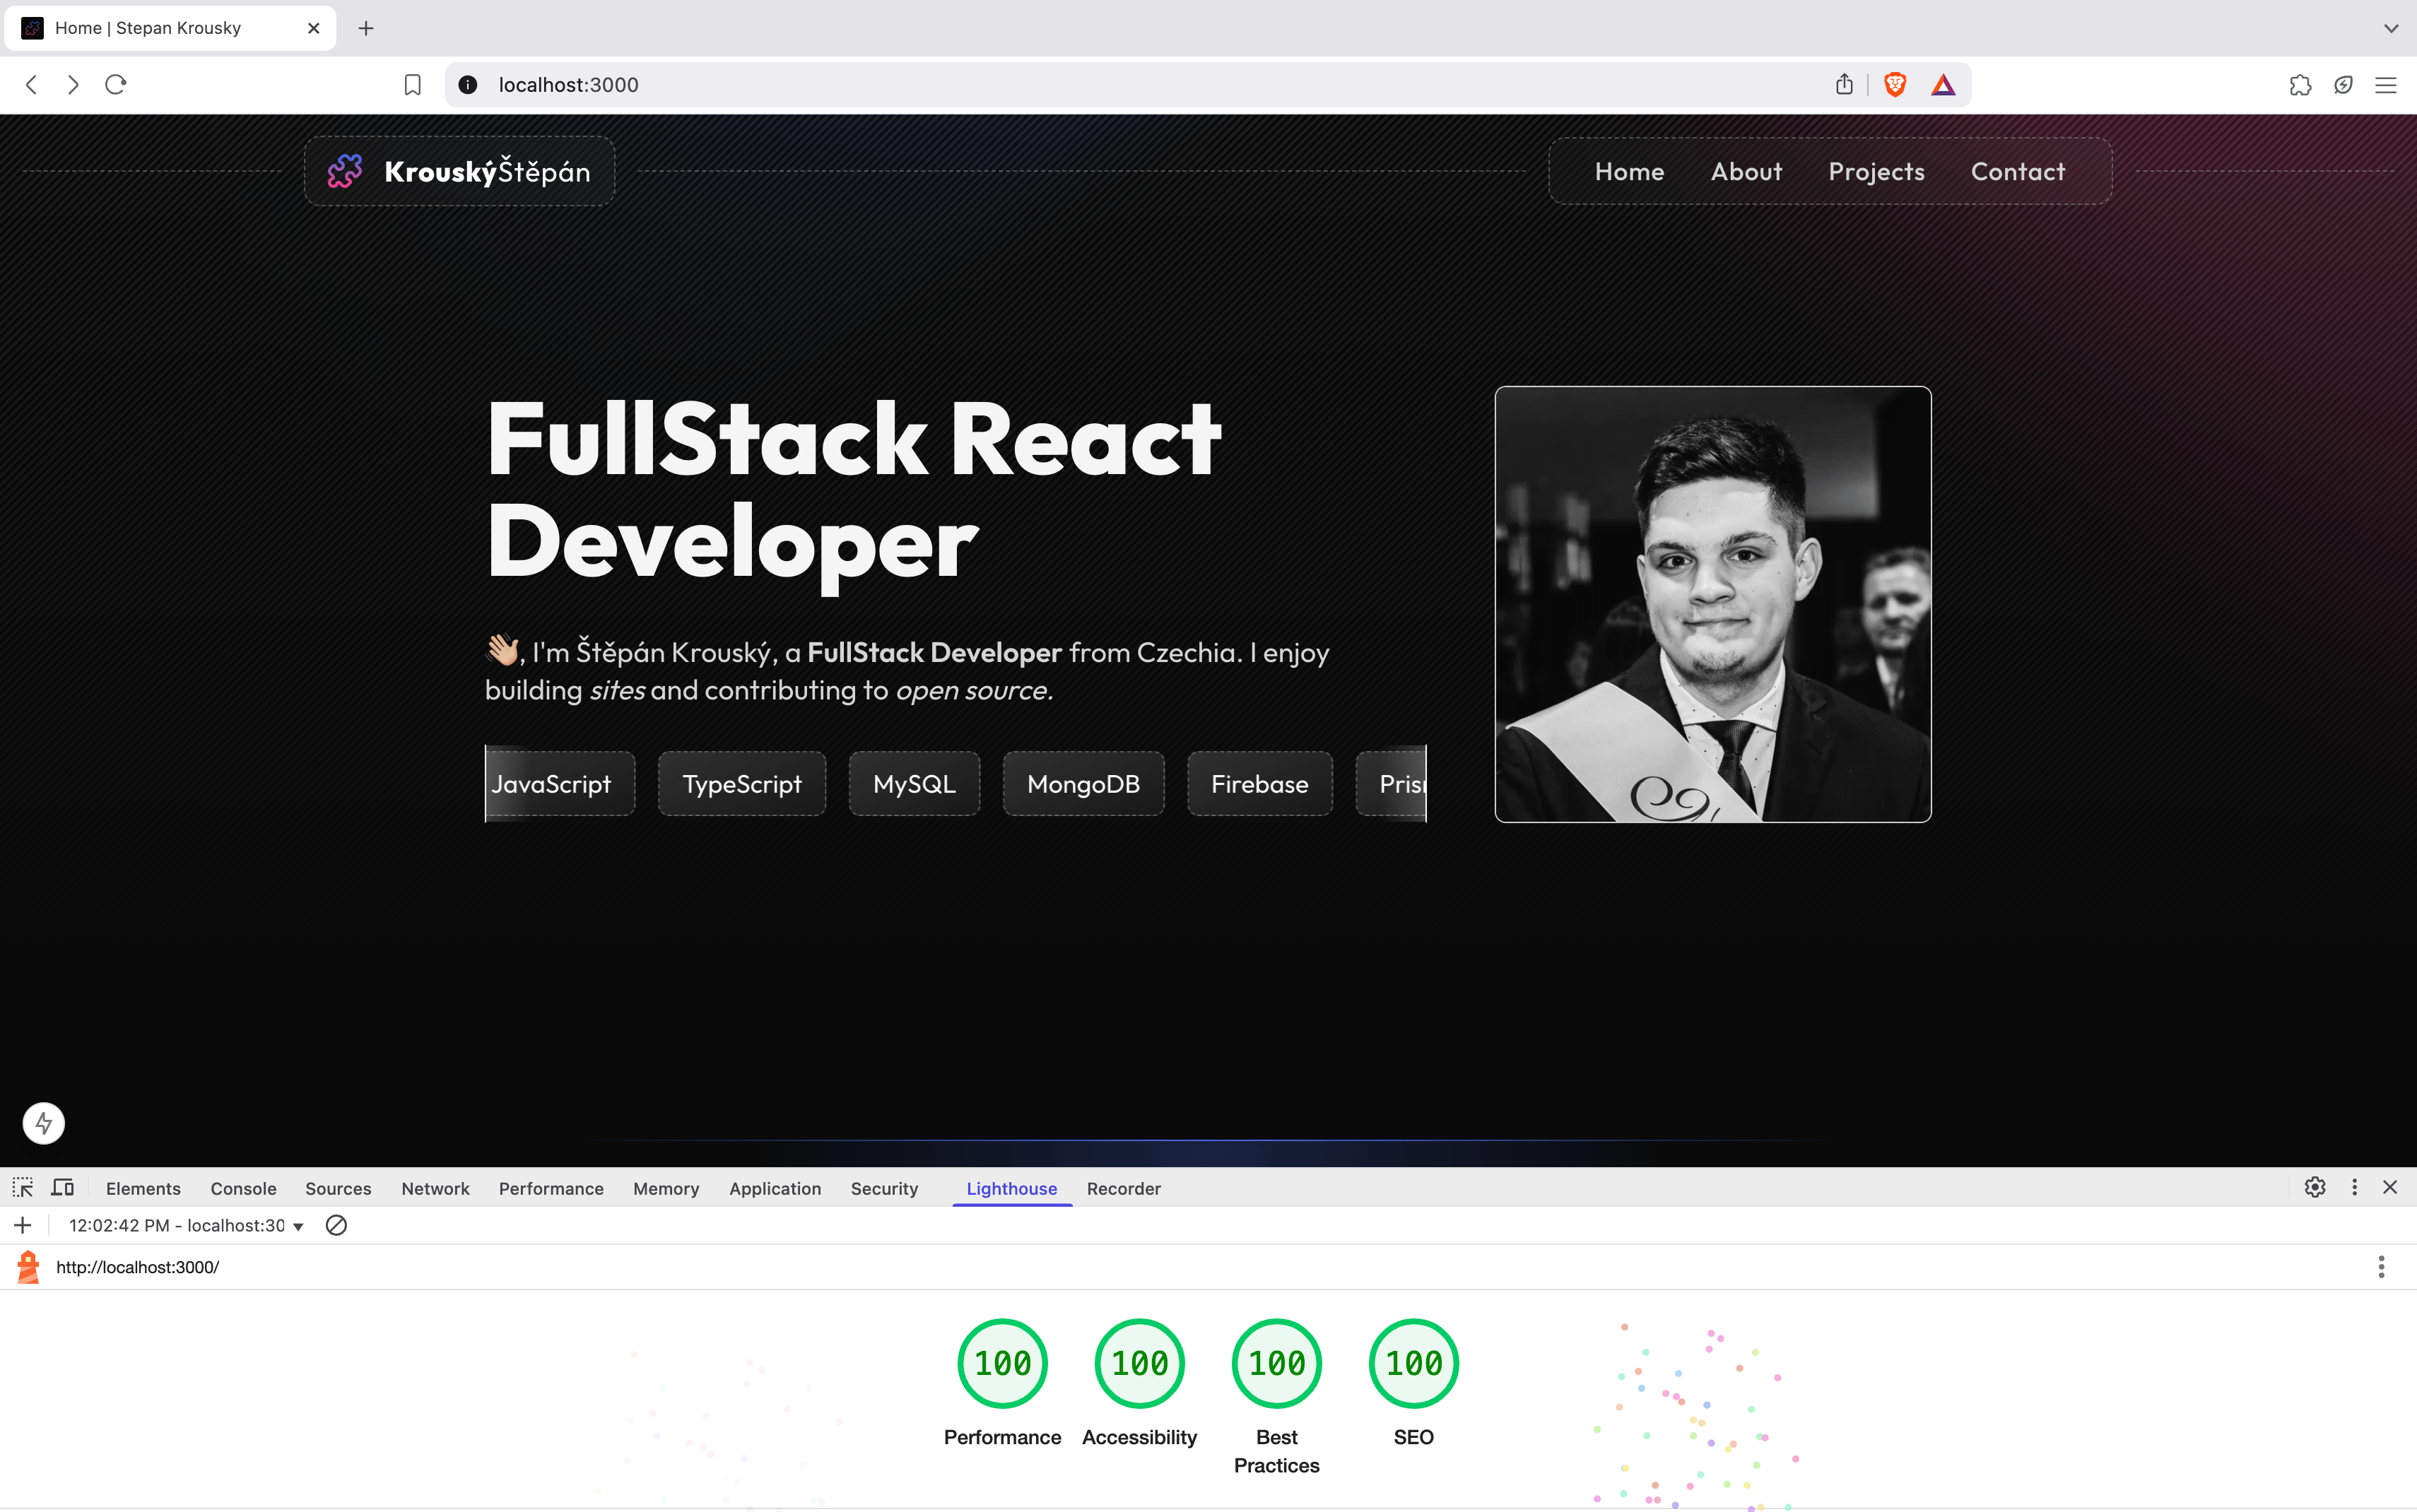 Home | Stepan Krousky
localhost:3000
KrouskýŠtěpán
Home About Projects Contact
FullStack React
Developer
👋🏼, I'm Štěpán Krouský, a FullStack Developer from Czechia. I enjoy
building sites and contributing to open source.
JavaScript TypeScript MySQL MongoDB Firebase
Elements Console Sources Network Performance Memory Application Security Lighthouse Recorder
12:02:42 PM - localhost:30
http://localhost:3000/
100 100 100 100
Performance Accessibility Best Practices SEO